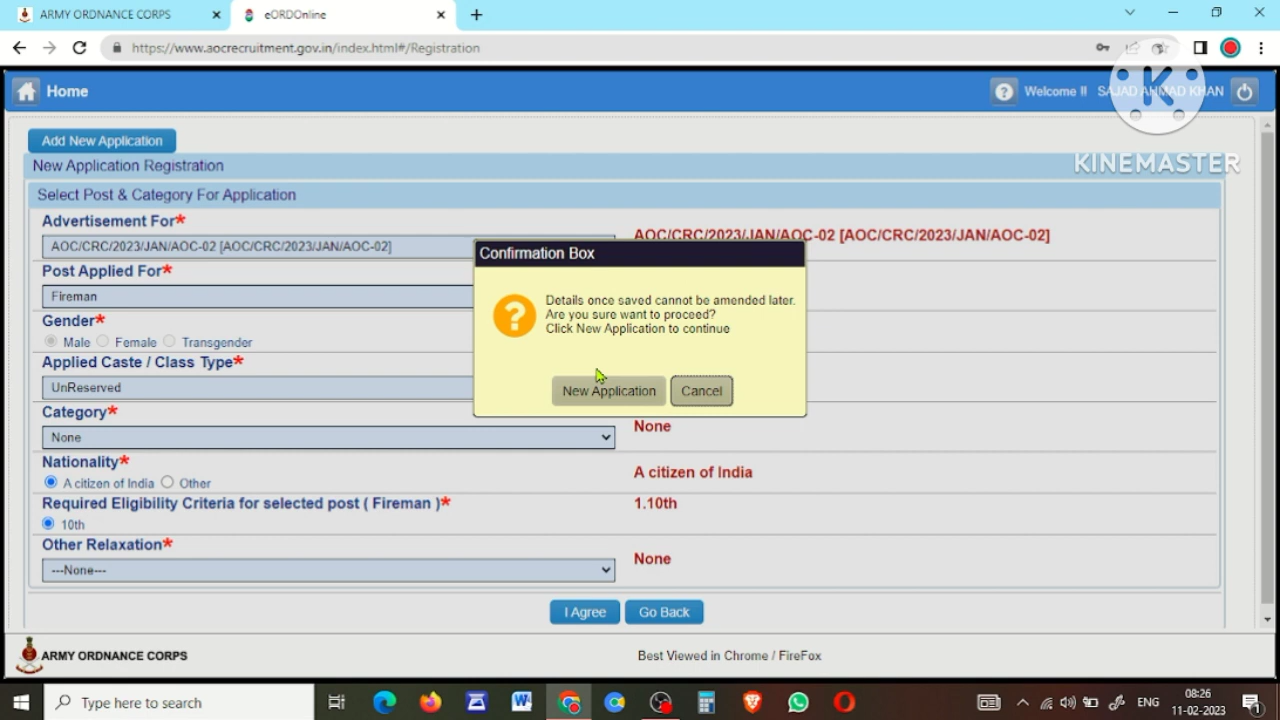 ARMY ORDNANCE CORPS
eORDOnline
https://www.aocrecruitment.gov.in/index.html#/Registration
Home
Welcome !! SAJAD AHMAD KHAN
K
KINEMASTER
Add New Application
New Application Registration
Select Post & Category For Application
Advertisement For*
AOC/CRC/2023/JAN/AOC-02 [AOC/CRC/2023/JAN/AOC-02]
AOC/CRC/2023/JAN/AOC-02 [AOC/CRC/2023/JAN/AOC-02]
Post Applied For*
Fireman
Gender*
Male Female Transgender
Applied Caste / Class Type*
UnReserved
Category*
None
None
Nationality*
A citizen of India Other
A citizen of India
Required Eligibility Criteria for selected post ( Fireman )*
1.10th
10th
Other Relaxation*
---None---
None
Confirmation Box
Details once saved cannot be amended later.
Are you sure want to proceed?
Click New Application to continue
New Application
Cancel
I Agree
Go Back
ARMY ORDNANCE CORPS
Best Viewed in Chrome / FireFox
Type here to search
ENG
08:26
11-02-2023